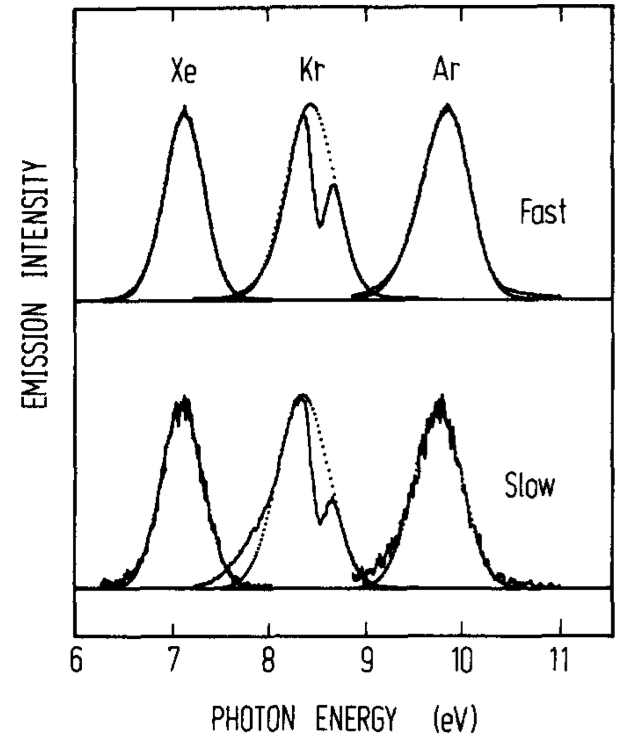 Xe Kr Ar
Fast
EMISSION INTENSITY
Slow
6 7 8 9 10 11
PHOTON ENERGY (eV)